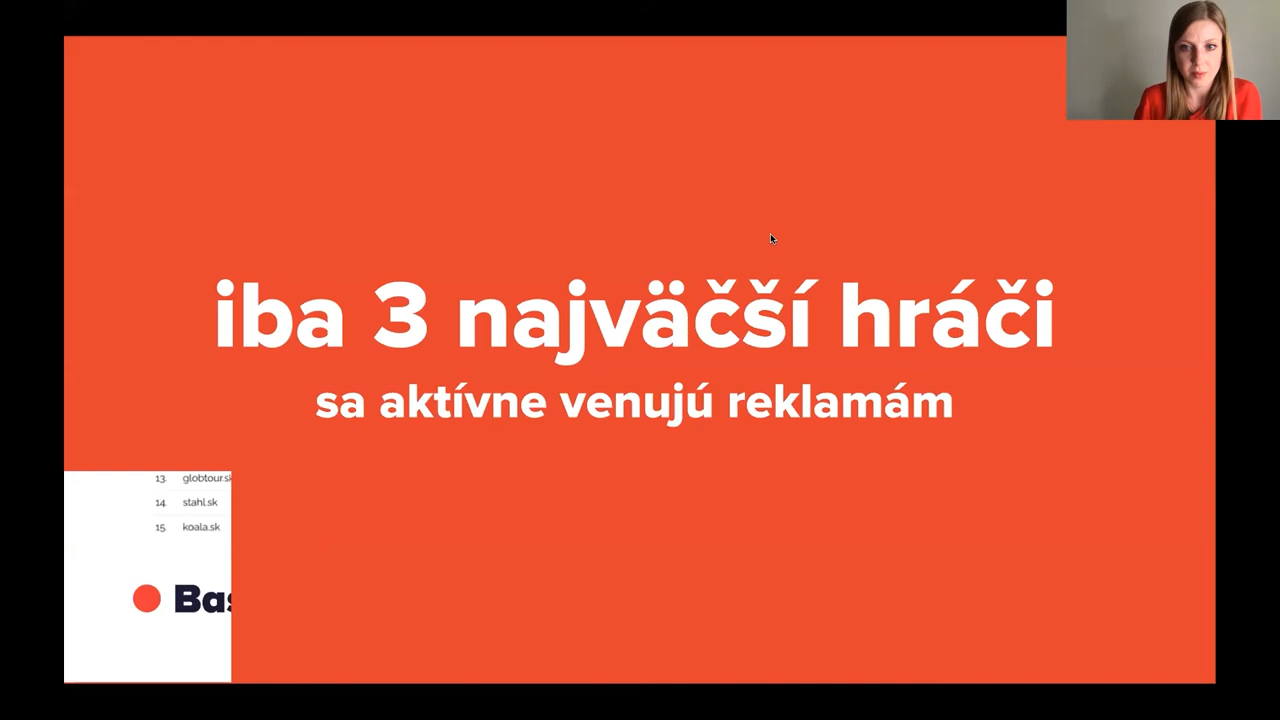 iba 3 najväčší hráči
sa aktívne venujú reklamám
13. globtour.sk
14. stahl.sk
15. koala.sk